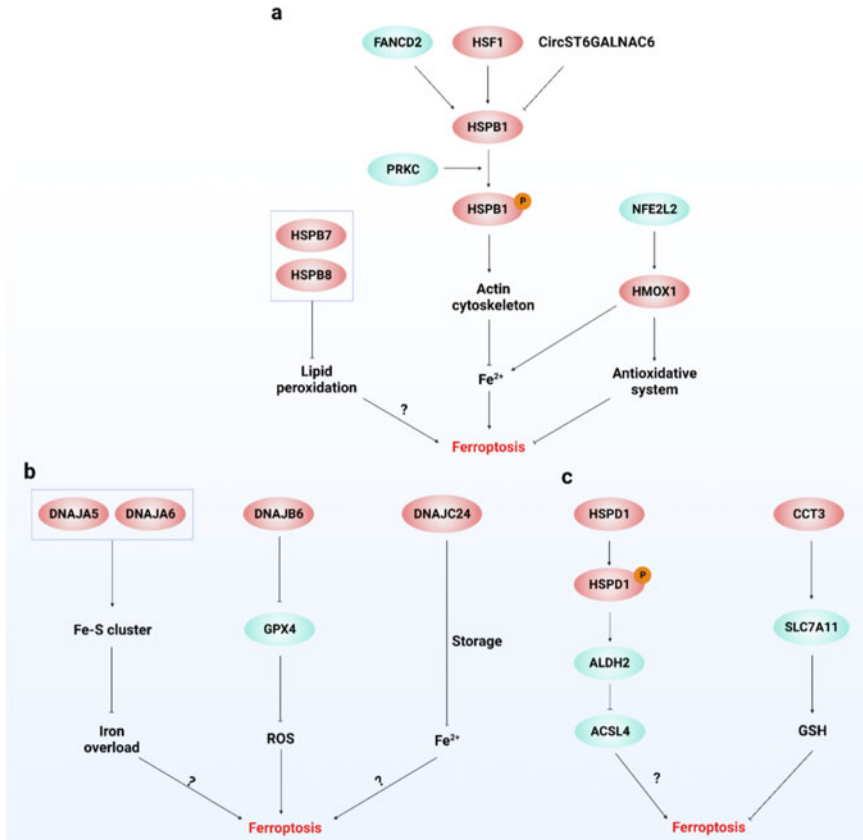 a
FANCD2
HSF1
CircST6GALNAC6
HSPB1
PRKC
HSPB1
P
NFE2L2
HSPB7
HSPB8
Actin
cytoskeleton
HMOX1
Lipid
peroxidation
Fe²⁺
Antioxidative
system
?
Ferroptosis
b
DNAJA5
DNAJA6
DNAJB6
DNAJC24
Fe-S cluster
GPX4
Storage
Iron
overload
ROS
Fe²⁺
?
?
Ferroptosis
c
HSPD1
CCT3
HSPD1
P
SLC7A11
ALDH2
ACSL4
GSH
?
Ferroptosis